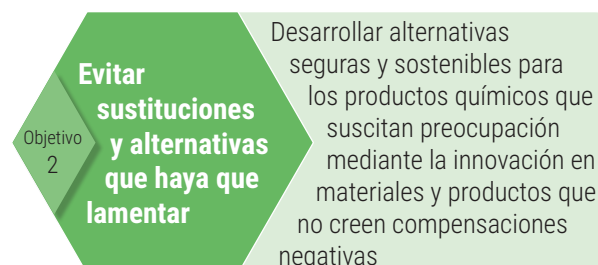 Objetivo
2
Evitar
sustituciones
y alternativas
que haya que
lamentar
Desarrollar alternativas
seguras y sostenibles para
los productos químicos que
suscitan preocupación
mediante la innovación en
materiales y productos que
no creen compensaciones
negativas